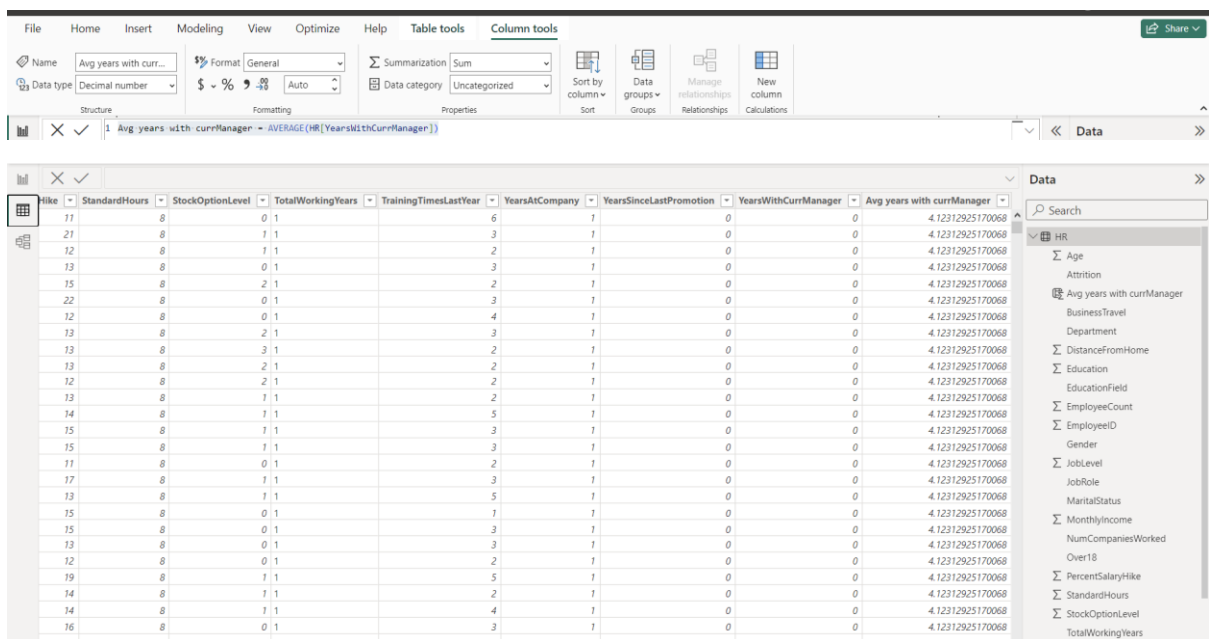 File Home Insert Modeling View Optimize Help Table tools Column tools Share
Name Avg years with curr... $% Format General Summarization Sum
Data type Decimal number $ % 9 .00 Auto Data category Uncategorized
Sort by column Data groups Manage relationships New column
Structure Formatting Properties Sort Groups Relationships Calculations
1 Avg years with currManager = AVERAGE(HR[YearsWithCurrManager]) Data
Data
Hike StandardHours StockOptionLevel TotalWorkingYears TrainingTimesLastYear YearsAtCompany YearsSinceLastPromotion YearsWithCurrManager Avg years with currManager
11 8 0 1 6 1 0 0 4.12312925170068
21 8 1 1 3 1 0 0 4.12312925170068
12 8 1 1 2 1 0 0 4.12312925170068
13 8 0 1 3 1 0 0 4.12312925170068
15 8 2 1 2 1 0 0 4.12312925170068
22 8 0 1 3 1 0 0 4.12312925170068
12 8 0 1 4 1 0 0 4.12312925170068
13 8 2 1 3 1 0 0 4.12312925170068
13 8 3 1 2 1 0 0 4.12312925170068
13 8 2 1 2 1 0 0 4.12312925170068
12 8 2 1 2 1 0 0 4.12312925170068
13 8 1 1 2 1 0 0 4.12312925170068
14 8 1 1 5 1 0 0 4.12312925170068
15 8 1 1 3 1 0 0 4.12312925170068
15 8 1 1 3 1 0 0 4.12312925170068
11 8 0 1 2 1 0 0 4.12312925170068
17 8 1 1 3 1 0 0 4.12312925170068
13 8 1 1 5 1 0 0 4.12312925170068
15 8 0 1 1 1 0 0 4.12312925170068
15 8 0 1 3 1 0 0 4.12312925170068
13 8 0 1 3 1 0 0 4.12312925170068
12 8 0 1 2 1 0 0 4.12312925170068
19 8 1 1 5 1 0 0 4.12312925170068
14 8 1 1 2 1 0 0 4.12312925170068
14 8 1 1 4 1 0 0 4.12312925170068
16 8 0 1 3 1 0 0 4.12312925170068
Search
HR
Age
Attrition
Avg years with currManager
BusinessTravel
Department
DistanceFromHome
Education
EducationField
EmployeeCount
EmployeeID
Gender
JobLevel
JobRole
MaritalStatus
MonthlyIncome
NumCompaniesWorked
Over18
PercentSalaryHike
StandardHours
StockOptionLevel
TotalWorkingYears